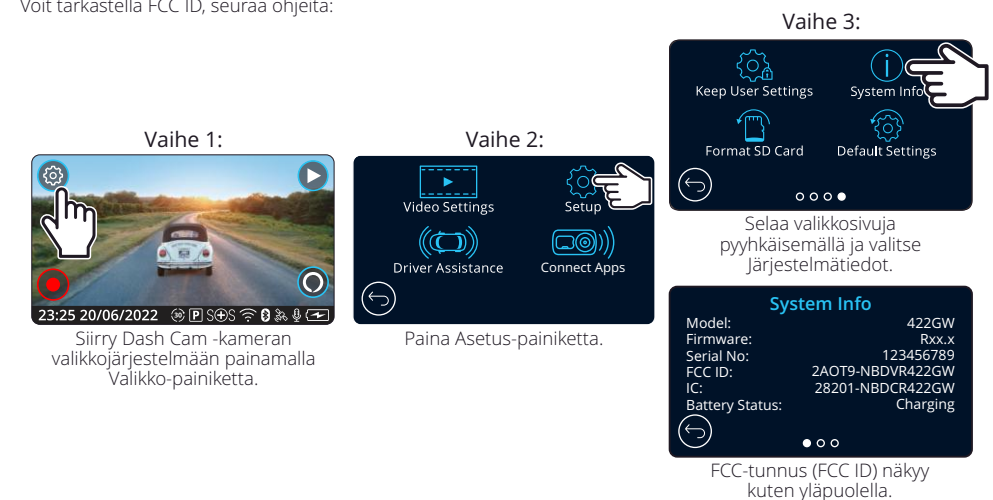 Voit tarkastella FCC ID, seuraa ohjeita:
Vaihe 1:
23:25 20/06/2022 30 P SOS
Siirry Dash Cam -kameran
valikkojärjestelmään painamalla
Valikko-painiketta.
Vaihe 2:
Video Settings
Setup
Driver Assistance
Connect Apps
Paina Asetus-painiketta.
Vaihe 3:
Keep User Settings
System Info
Format SD Card
Default Settings
Selaa valikkosivuja
pyyhkäisemällä ja valitse
Järjestelmätiedot.
System Info
Model: 422GW
Firmware: Rxx.x
Serial No: 123456789
FCC ID: 2AOT9-NBDVR422GW
IC: 28201-NBDCR422GW
Battery Status: Charging
FCC-tunnus (FCC ID) näkyy
kuten yläpuolella.